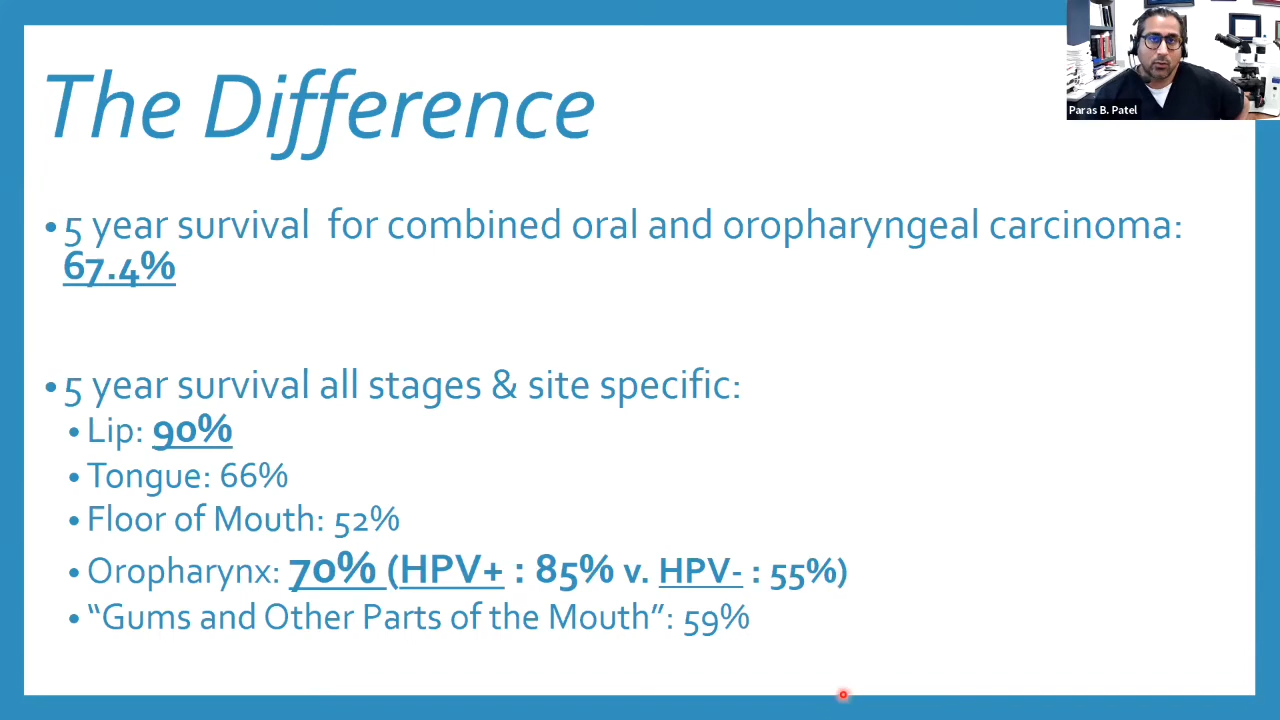 The Difference
Paras B. Patel
• 5 year survival for combined oral and oropharyngeal carcinoma:
67.4%
• 5 year survival all stages & site specific:
• Lip: 90%
• Tongue: 66%
• Floor of Mouth: 52%
• Oropharynx: 70% (HPV+ : 85% v. HPV- : 55%)
• “Gums and Other Parts of the Mouth”: 59%